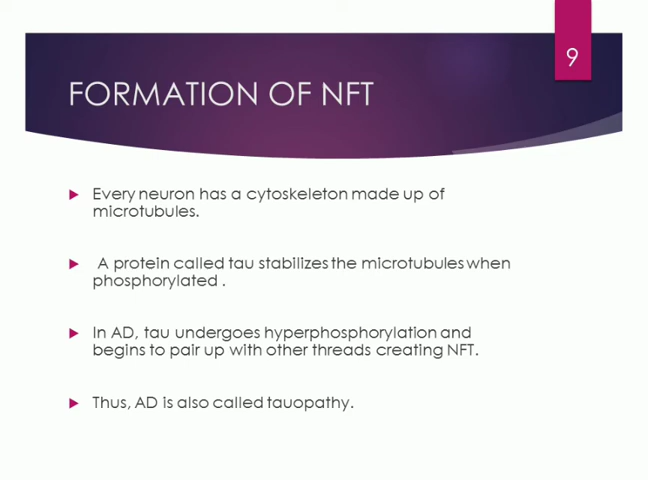 9
FORMATION OF NFT
Every neuron has a cytoskeleton made up of
microtubules.
A protein called tau stabilizes the microtubules when
phosphorylated .
In AD, tau undergoes hyperphosphorylation and
begins to pair up with other threads creating NFT.
Thus, AD is also called tauopathy.